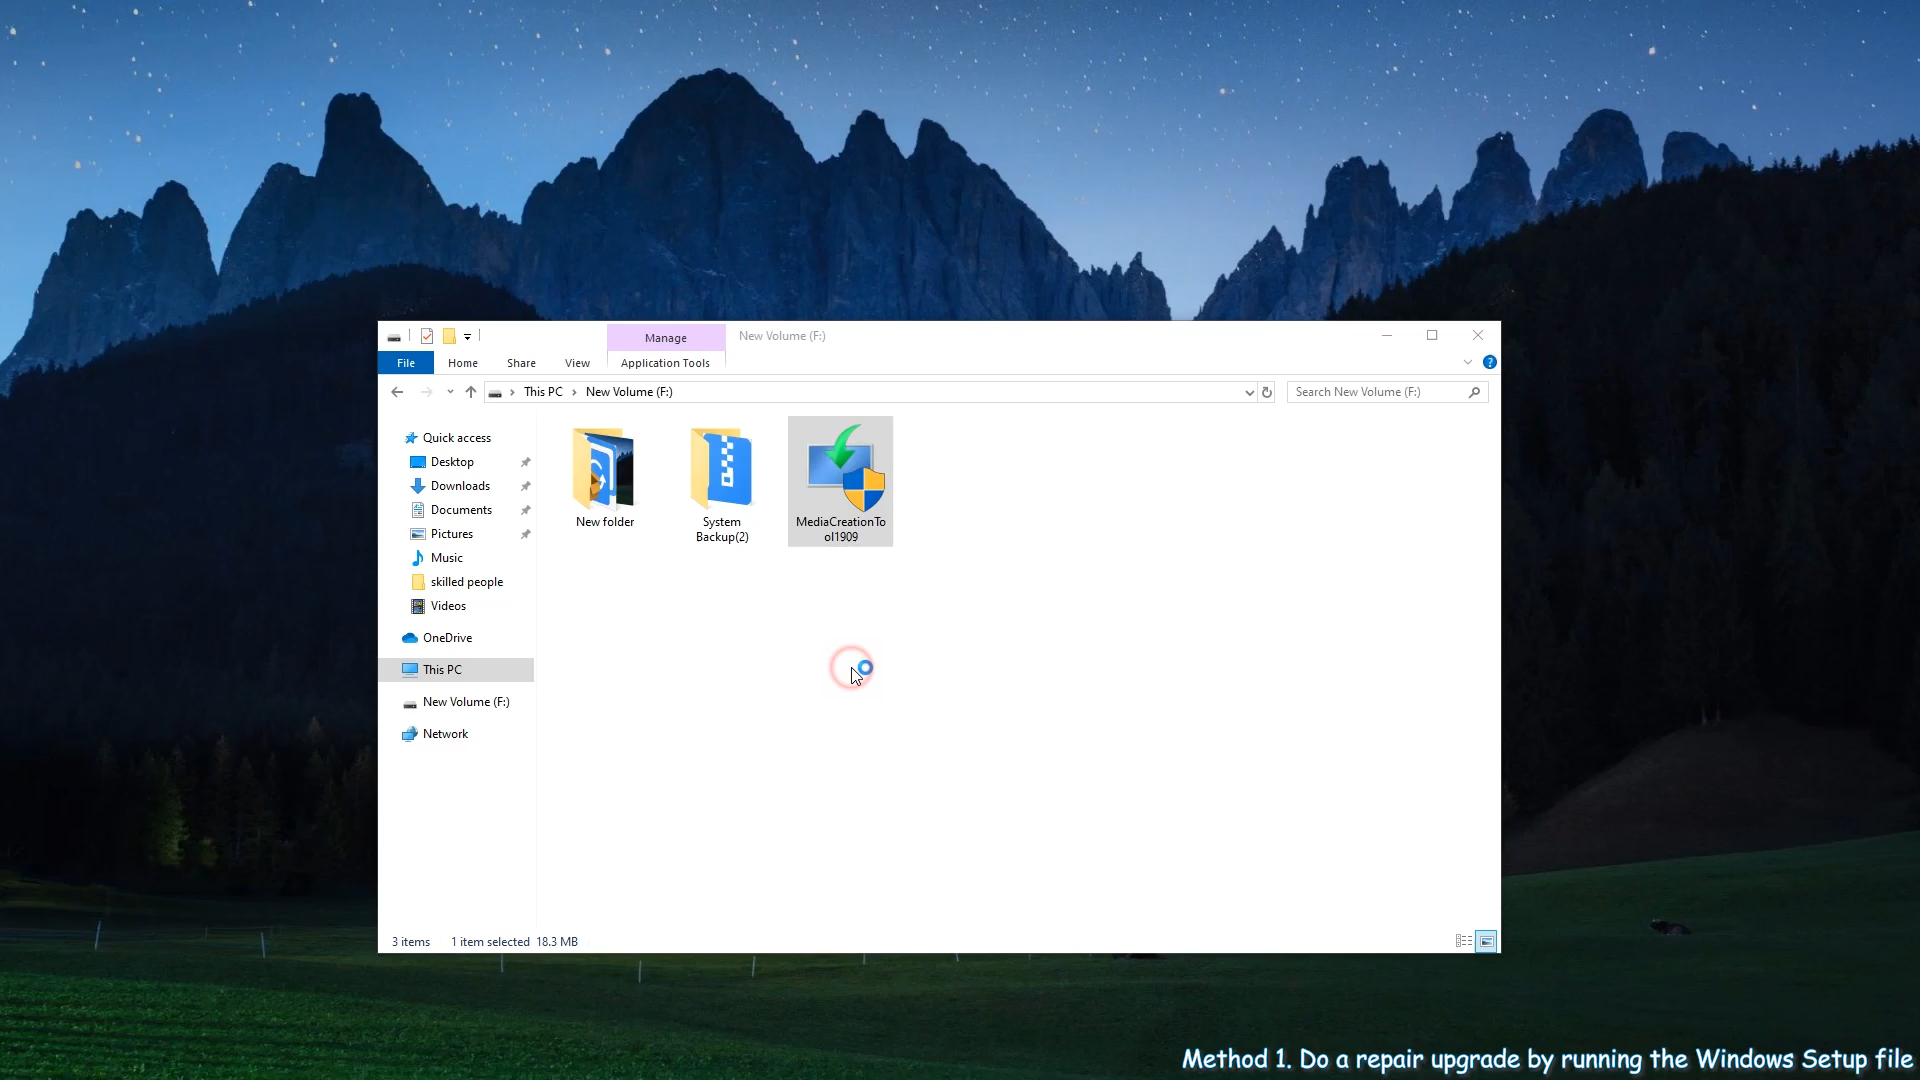 Manage
New Volume (F:)
File
Home
Share
View
Application Tools
?
This PC
New Volume (F:)
Search New Volume (F:)
Quick access
Desktop
Downloads
Documents
Pictures
Music
skilled people
Videos
OneDrive
This PC
New Volume (F:)
Network
New folder
System
Backup(2)
MediaCreationTo
ol1909
3 items
1 item selected 18.3 MB
Method 1. Do a repair upgrade by running the Windows Setup file